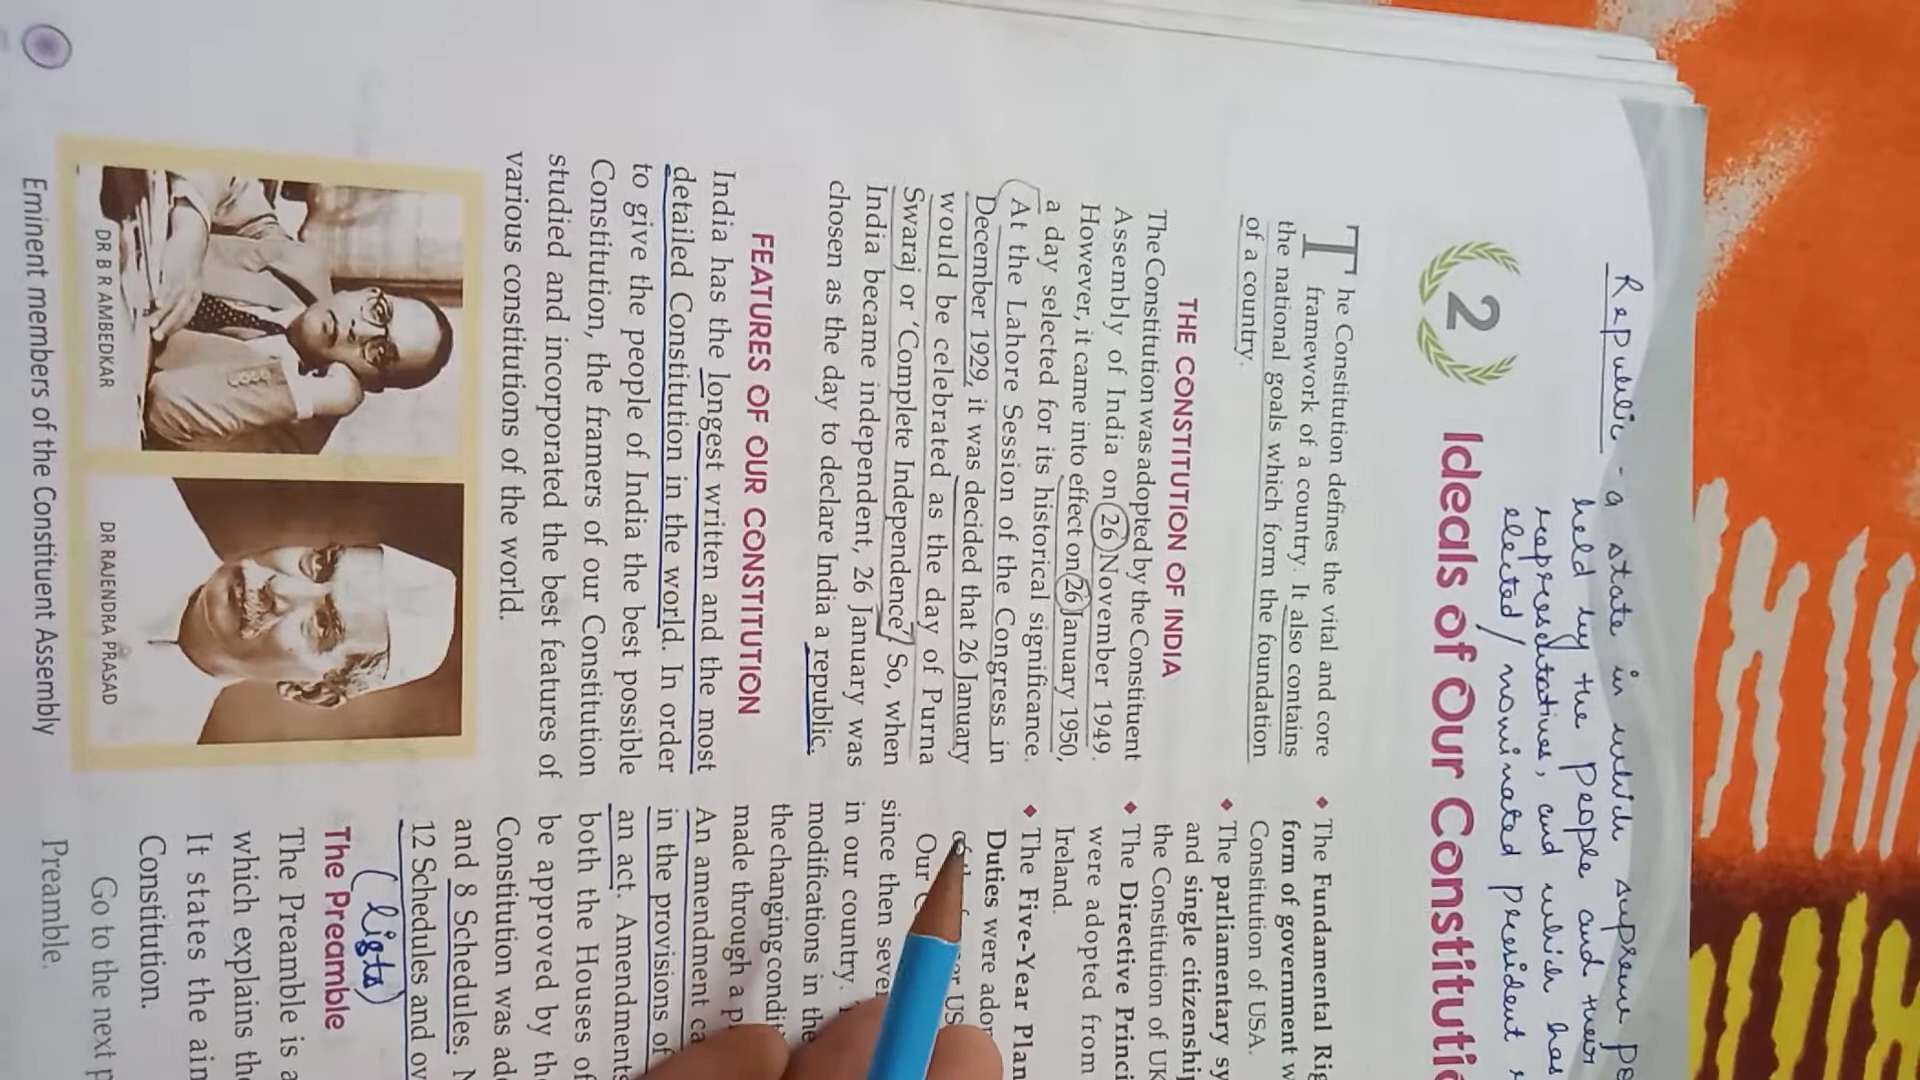 Republic - a state in which supreme
held by the people and their
representatives, and which has
elected / nominated president
2 Ideals of Our Constituti
The Constitution defines the vital and core
framework of a country. It also contains
the national goals which form the foundation
of a country.
THE CONSTITUTION OF INDIA
The Constitution was adopted by the Constituent
Assembly of India on 26 November 1949.
However, it came into effect on 26 January 1950,
a day selected for its historical significance.
At the Lahore Session of the Congress in
December 1929, it was decided that 26 January
would be celebrated as the day of Purna
Swaraj or 'Complete Independence'. So, when
India became independent, 26 January was
chosen as the day to declare India a republic.
FEATURES OF OUR CONSTITUTION
India has the longest written and the most
detailed Constitution in the world. In order
to give the people of India the best possible
Constitution, the framers of our Constitution
studied and incorporated the best features of
various constitutions of the world.
DR B R AMBEDKAR
DR RAJENDRA PRASAD
Eminent members of the Constituent Assembly
♦ The Fundamental Rig
form of government w
Constitution of USA.
♦ The parliamentary sy
and single citizenship
the Constitution of UK
♦ The Directive Princi
were adopted from
Ireland.
♦ The Five-Year Plan
Duties were ado
US
Our
since then seve
in our country.
modifications in the
the changing condit
made through a p
An amendment ca
in the provisions of
an act. Amendments
both the Houses of
be approved by the
Constitution was ad
and 8 Schedules.
12 Schedules and ov
(lists)
The Preamble
The Preamble is a
which explains the
It states the ain
Constitution.
Go to the next p
Preamble.